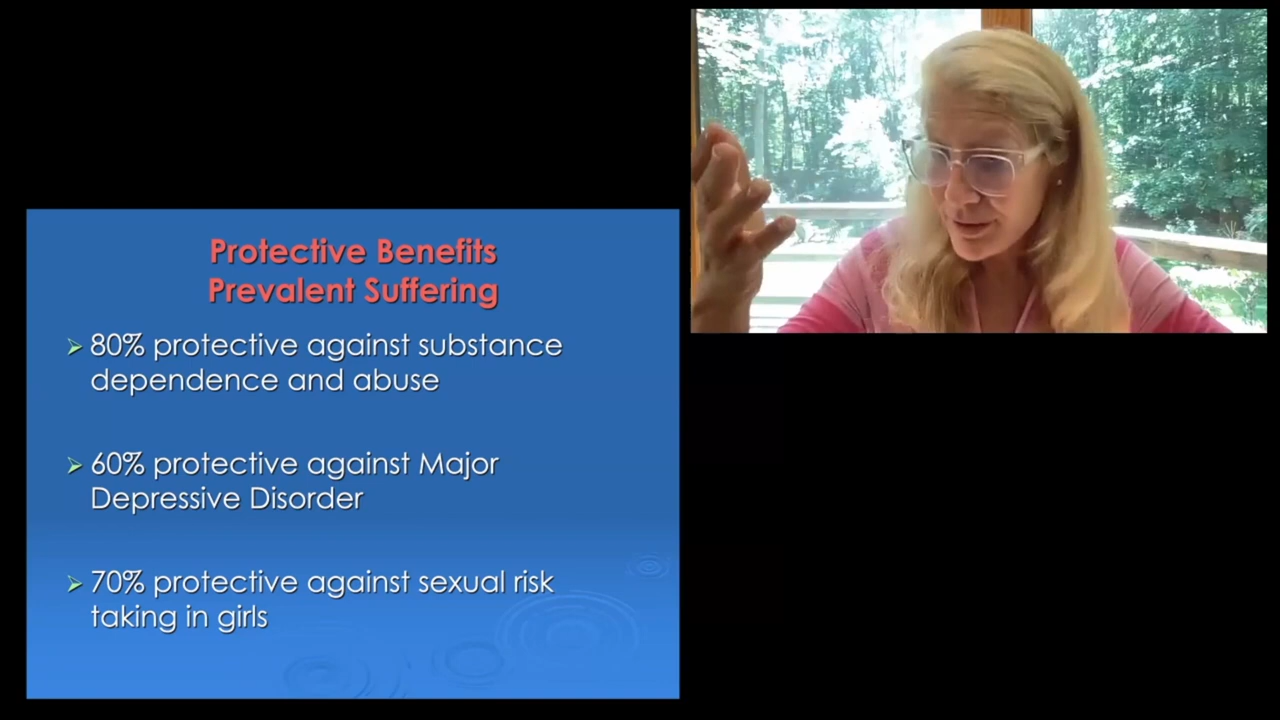 Protective Benefits
Prevalent Suffering
80% protective against substance
dependence and abuse
60% protective against Major
Depressive Disorder
70% protective against sexual risk
taking in girls